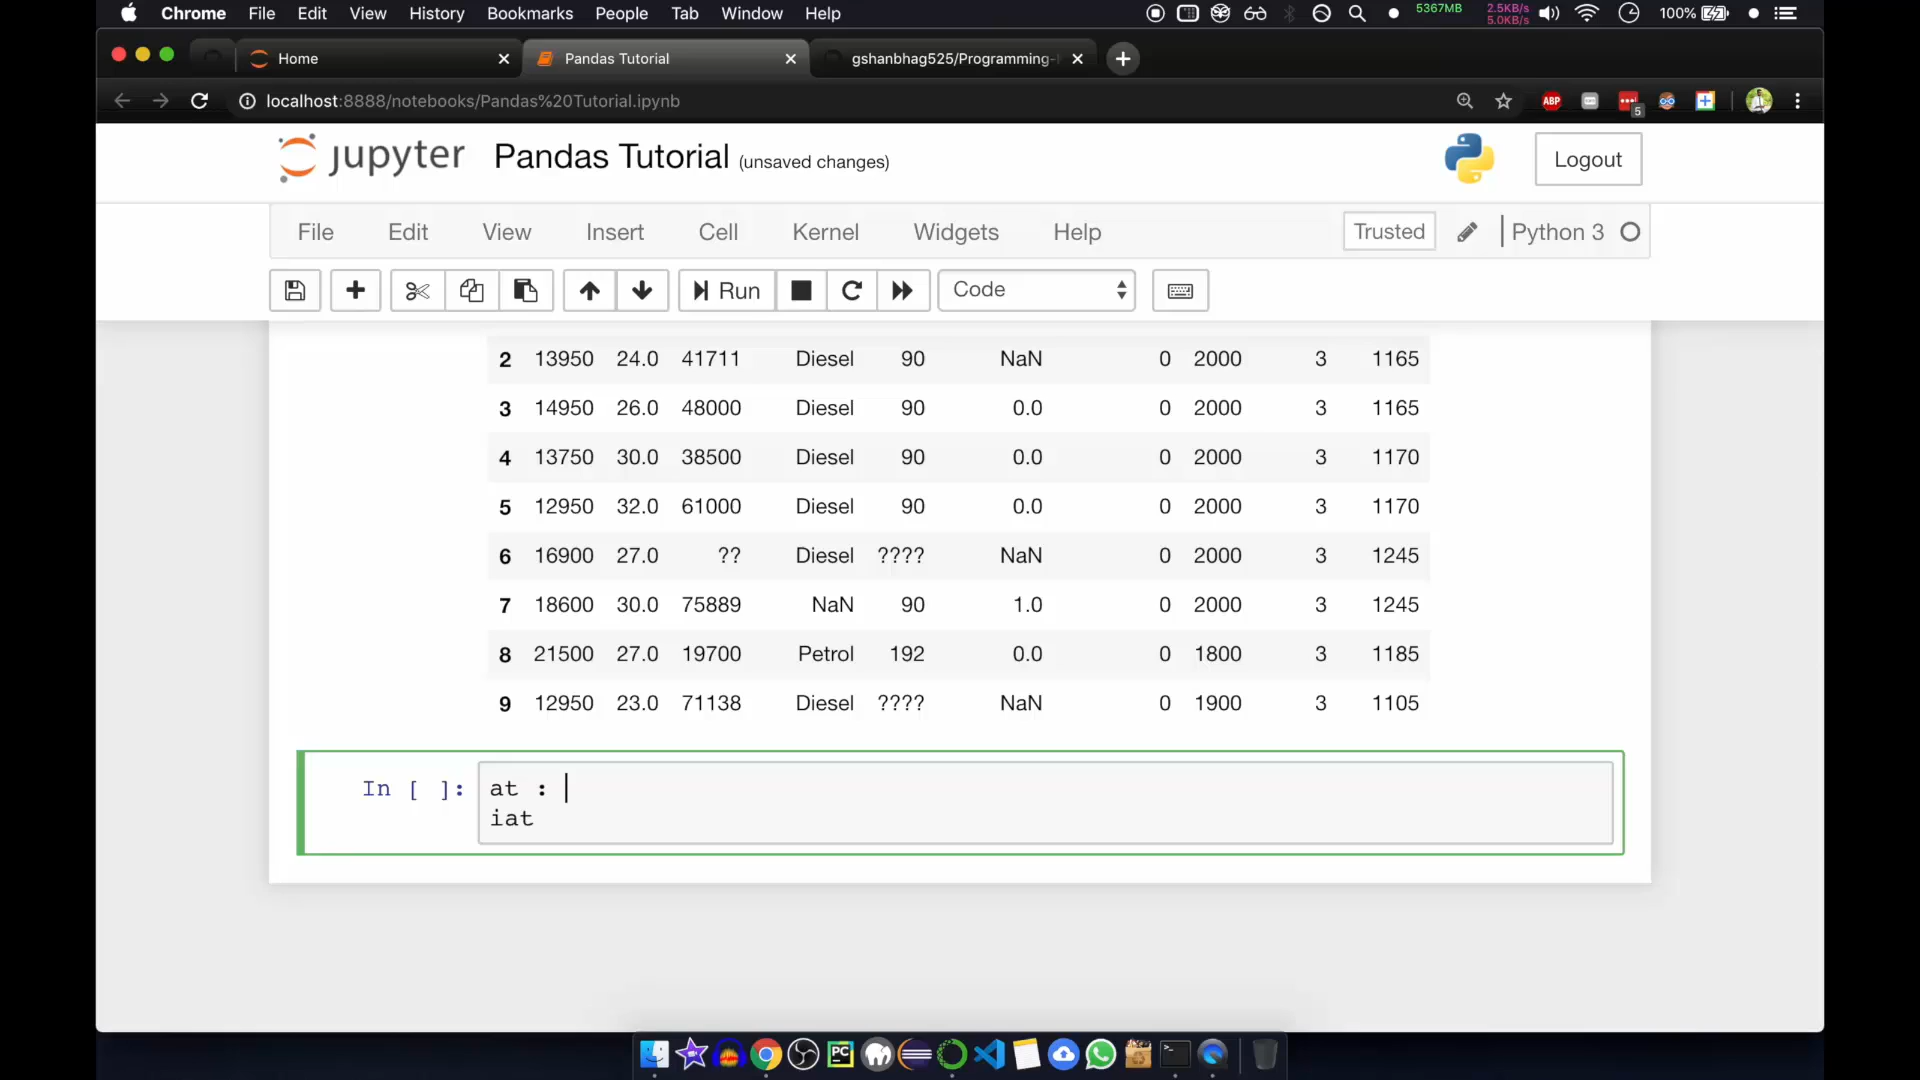 Chrome File Edit View History Bookmarks People Tab Window Help 5367MB 2.5KB/s 5.0KB/s 100%
Home Pandas Tutorial gshanbhag525/Programming-
localhost:8888/notebooks/Pandas%20Tutorial.ipynb ABP 5
jupyter Pandas Tutorial (unsaved changes) Logout
File Edit View Insert Cell Kernel Widgets Help Trusted Python 3
Run Code
2 13950 24.0 41711 Diesel 90 NaN 0 2000 3 1165
3 14950 26.0 48000 Diesel 90 0.0 0 2000 3 1165
4 13750 30.0 38500 Diesel 90 0.0 0 2000 3 1170
5 12950 32.0 61000 Diesel 90 0.0 0 2000 3 1170
6 16900 27.0 ?? Diesel ???? NaN 0 2000 3 1245
7 18600 30.0 75889 NaN 90 1.0 0 2000 3 1245
8 21500 27.0 19700 Petrol 192 0.0 0 1800 3 1185
9 12950 23.0 71138 Diesel ???? NaN 0 1900 3 1105
In [ ]: at :
iat
PC